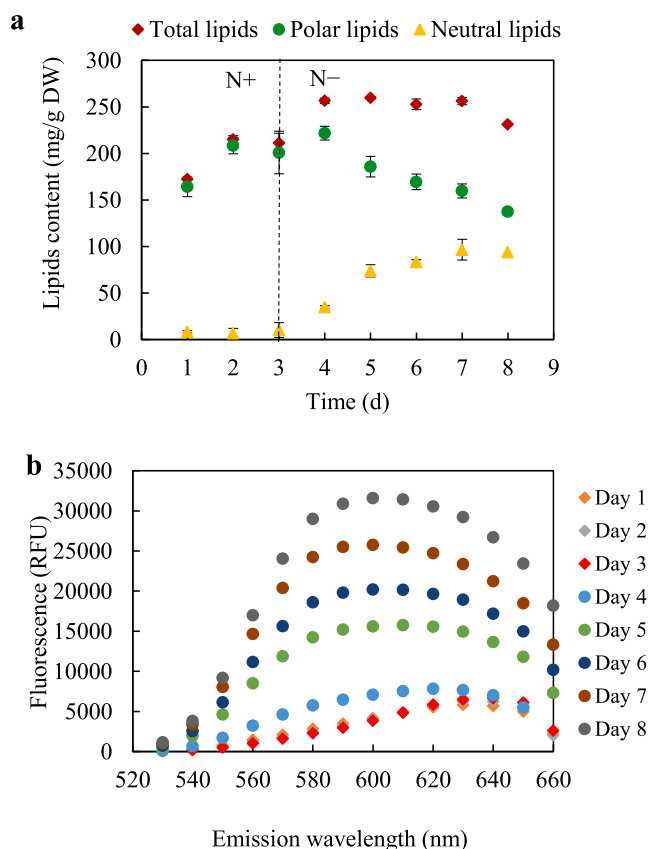 a
Total lipids Polar lipids Neutral lipids
300
250
200
150
100
50
0
N+ N−
Lipids content (mg/g DW)
0 1 2 3 4 5 6 7 8 9
Time (d)
b
35000
30000
25000
20000
15000
10000
5000
0
Fluorescence (RFU)
520 540 560 580 600 620 640 660
Emission wavelength (nm)
Day 1
Day 2
Day 3
Day 4
Day 5
Day 6
Day 7
Day 8